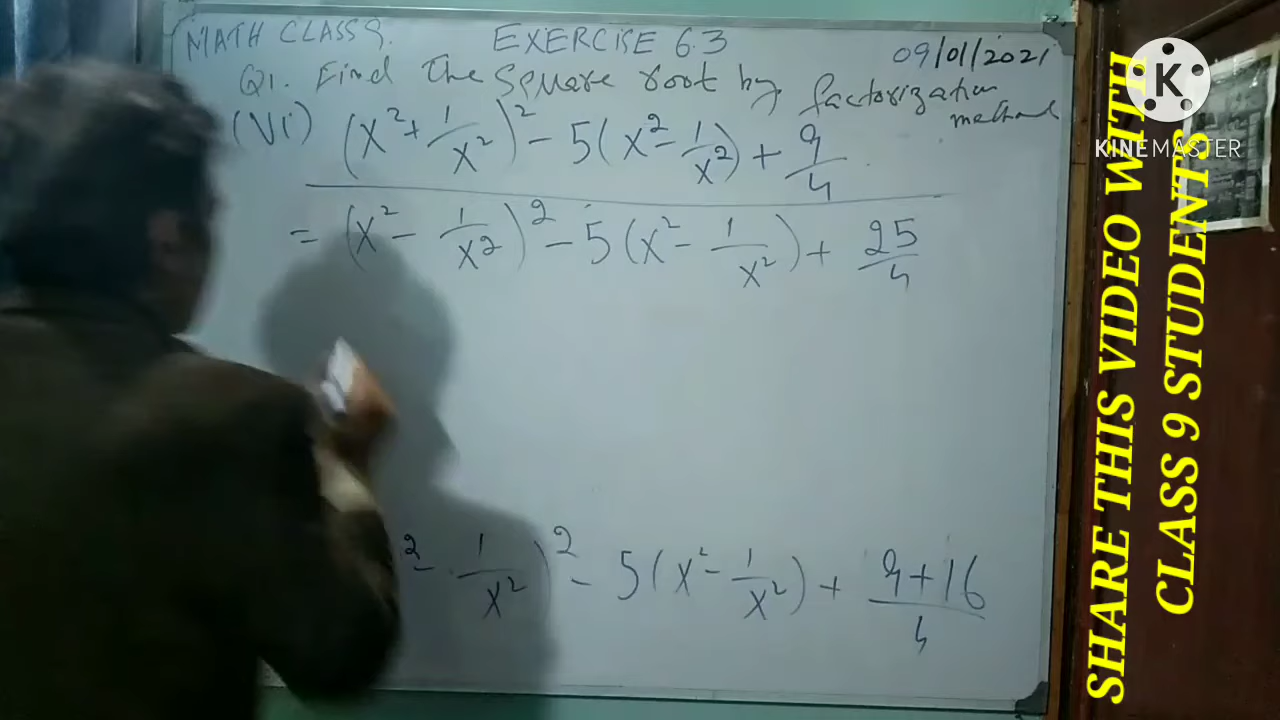 MATH CLASS 9. EXERCISE 6.3 09/01/2021
Q1. Find the square root by factorization
method
(vi) (x² + 1/x²)² - 5(x² - 1/x²) + 9/4
= (x² - 1/x²)² - 5(x² - 1/x²) + 25/4
² - 1/x²)² - 5(x² - 1/x²) + 9+16/4
K
KINEMASTER
SHARE THIS VIDEO WITH
CLASS 9 STUDENTS